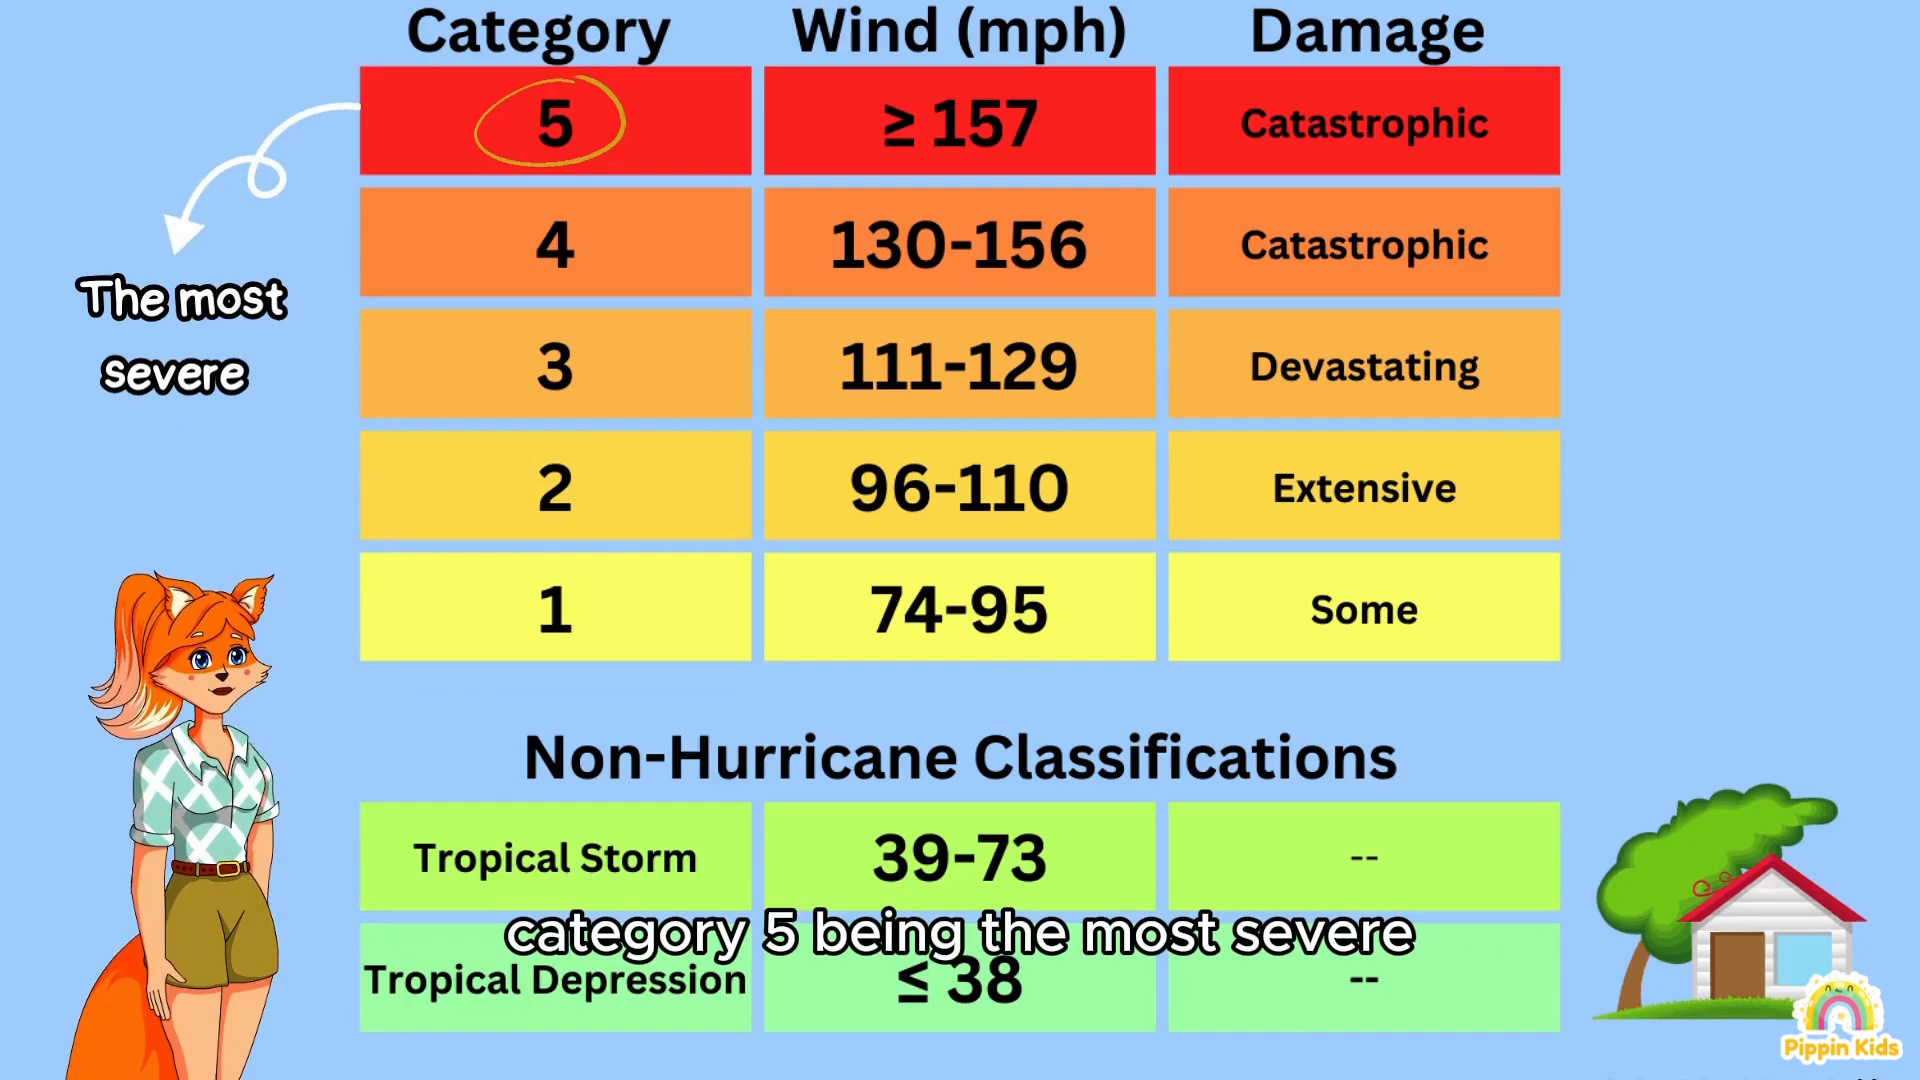 Category Wind (mph) Damage
5 ≥ 157 Catastrophic
4 130-156 Catastrophic
The most
severe
3 111-129 Devastating
2 96-110 Extensive
1 74-95 Some
Non-Hurricane Classifications
Tropical Storm 39-73 --
category 5 being the most severe
Tropical Depression ≤ 38 --
Pippin Kids